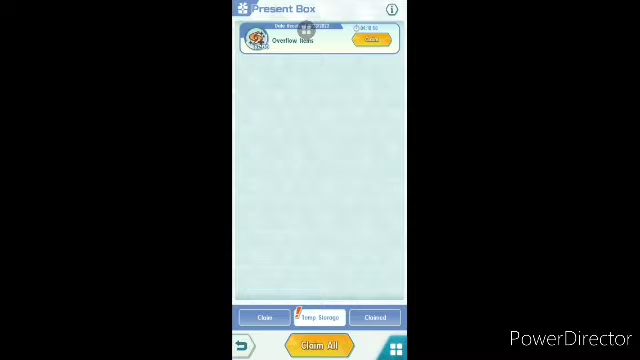 Present Box
Overflow Items
Claim
Claim
Temp Storage
Claimed
Claim All
PowerDirector